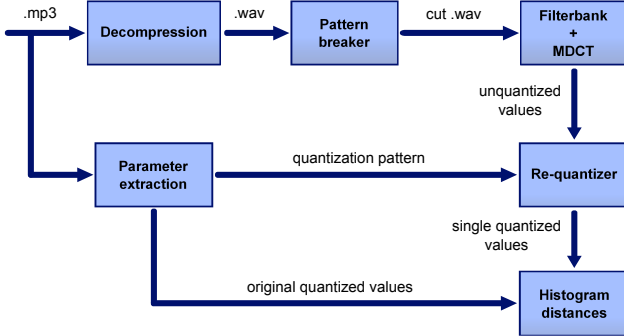 .mp3
Decompression
.wav
Pattern
breaker
cut .wav
Filterbank
+
MDCT
unquantized
values
Parameter
extraction
quantization pattern
Re-quantizer
single quantized
values
original quantized values
Histogram
distances